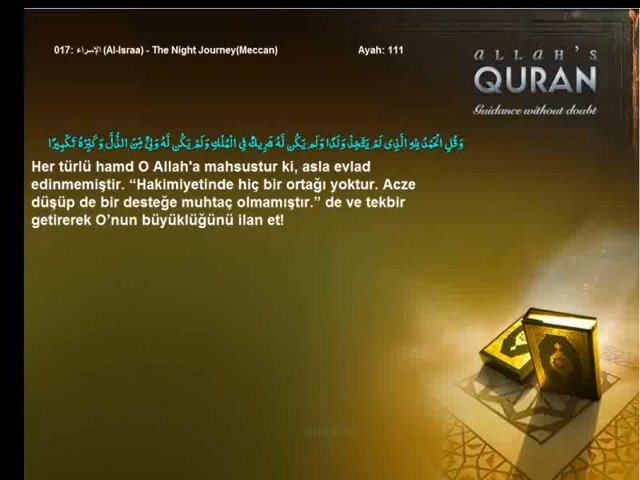 017: الإسراء (Al-Israa) - The Night Journey(Meccan) Ayah: 111
ALLAH'S
QURAN
Guidance without doubt
وَقُلِ الْحَمْدُ لِلَّهِ الَّذِي لَمْ يَتَّخِذْ وَلَدًا وَلَم يَكُن لَّهُ شَرِيكٌ فِي الْمُلْكِ وَلَمْ يَكُن لَّهُ وَلِيٌّ مِّنَ الذُّلِّ وَكَبِّرْهُ تَكْبِيرًا
Her türlü hamd O Allah'a mahsustur ki, asla evlad
edinmemiştir. “Hakimiyetinde hiç bir ortağı yoktur. Acze
düşüp de bir desteğe muhtaç olmamıştır.” de ve tekbir
getirerek O’nun büyüklüğünü ilan et!